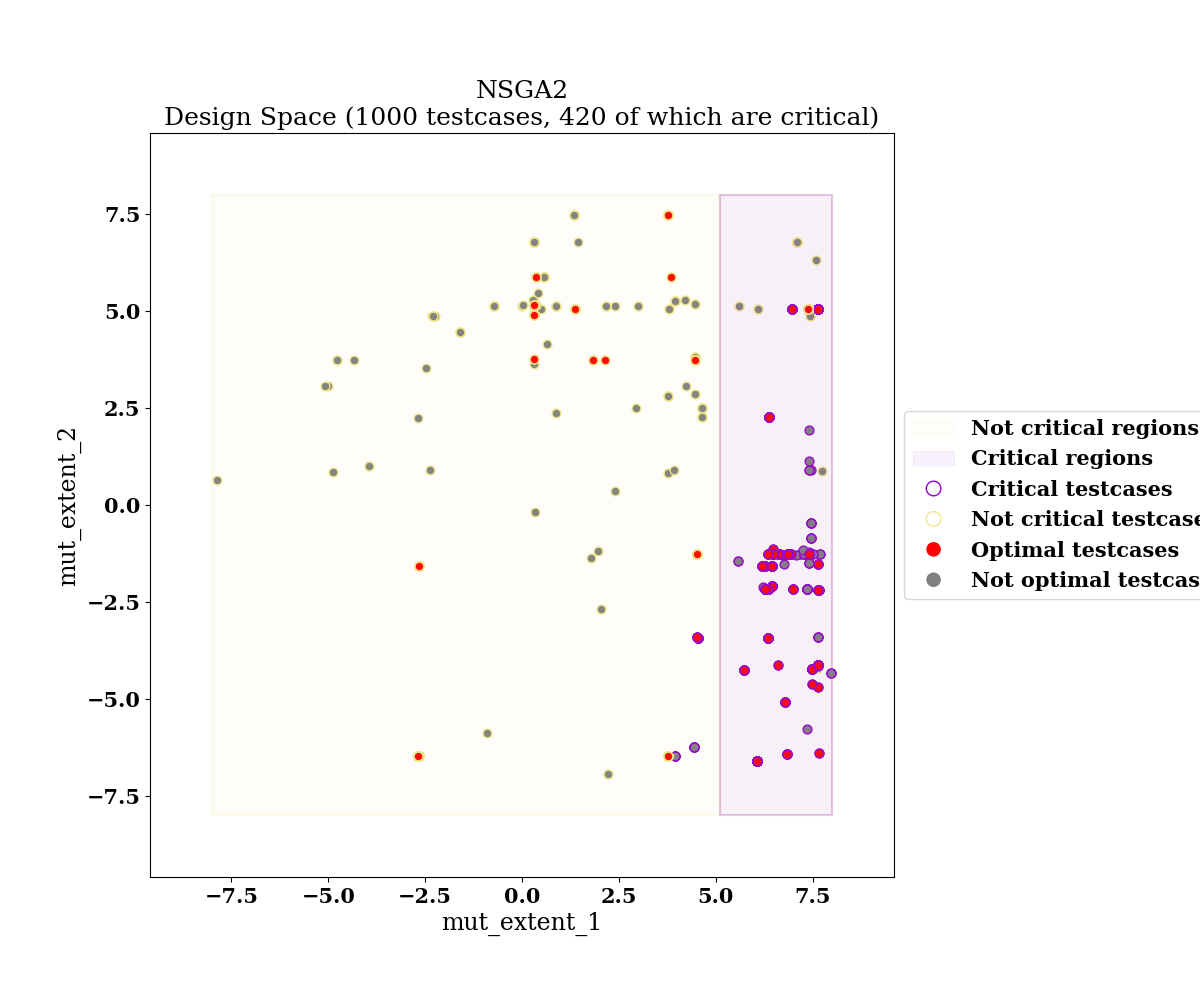 NSGA2
Design Space (1000 testcases, 420 of which are critical)
7.5
5.0
2.5
0.0
−2.5
−5.0
−7.5
mut_extent_2
−7.5 −5.0 −2.5 0.0 2.5 5.0 7.5
mut_extent_1
Not critical regions
Critical regions
Critical testcases
Not critical testcase
Optimal testcases
Not optimal testcas